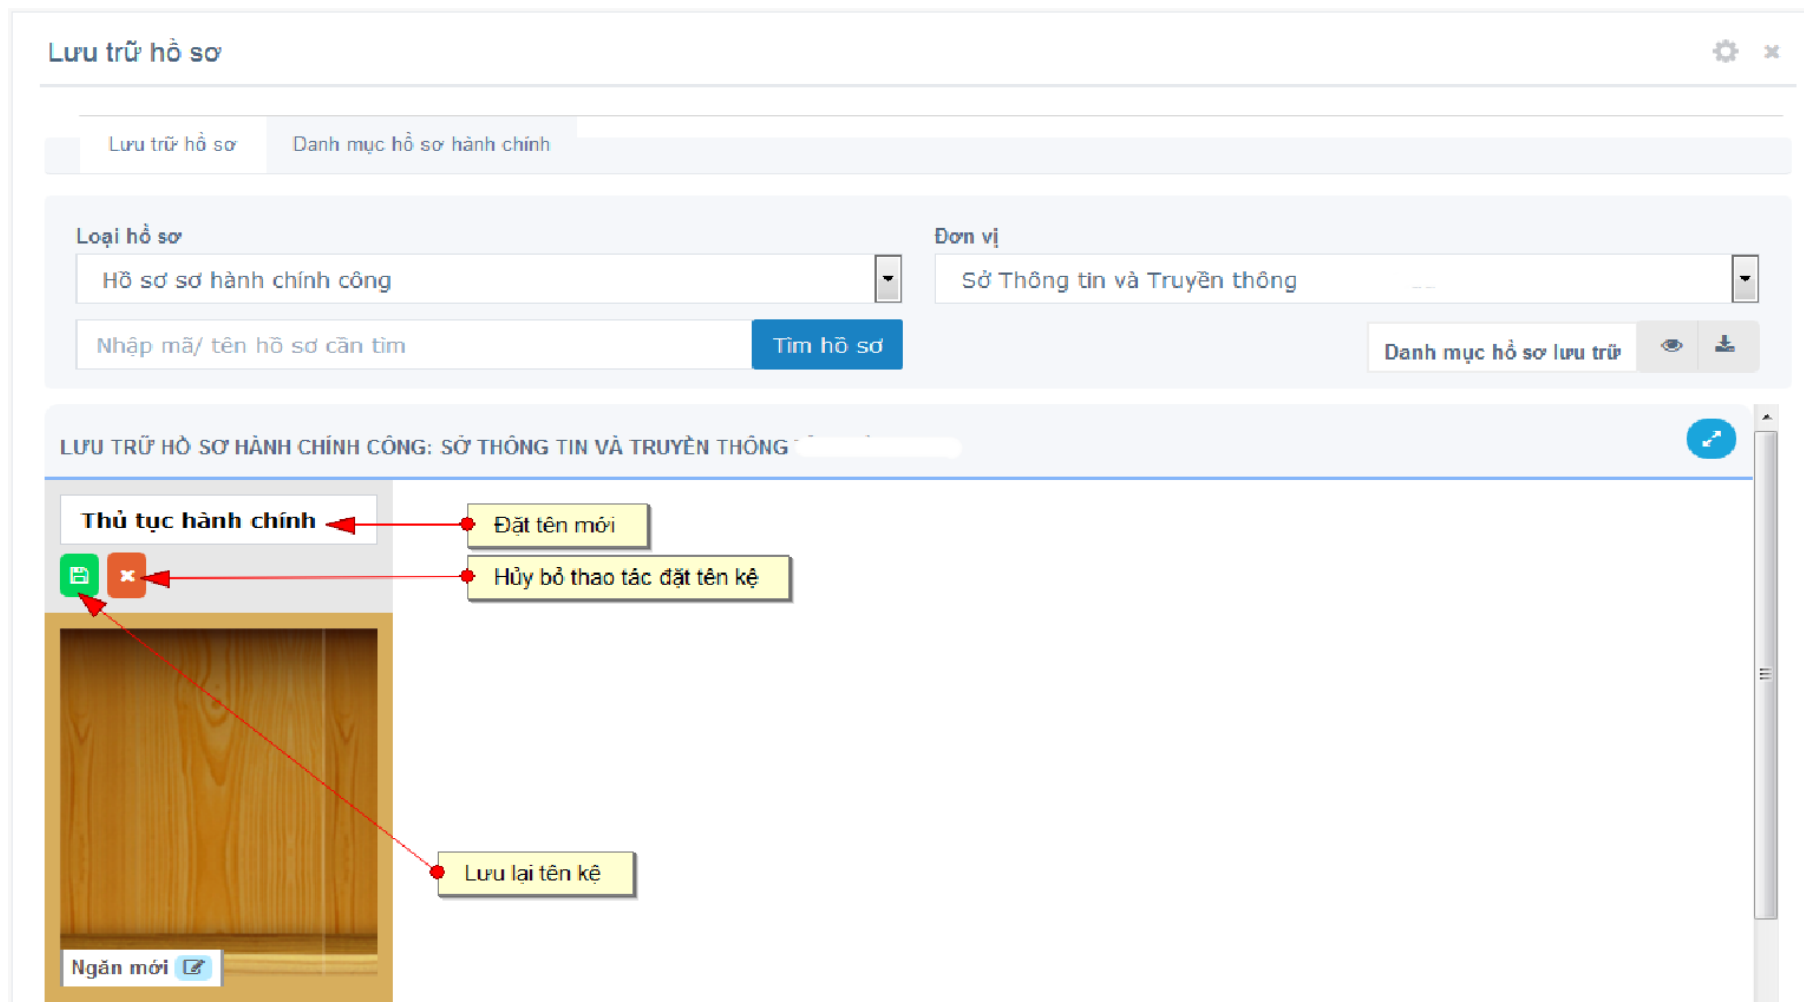 Lưu trữ hồ sơ
Lưu trữ hồ sơ
Danh mục hồ sơ hành chính
Loại hồ sơ
Đơn vị
Hồ sơ sơ hành chính công
Sở Thông tin và Truyền thông
Nhập mã/ tên hồ sơ cần tìm
Tìm hồ sơ
Danh mục hồ sơ lưu trữ
LƯU TRỮ HỒ SƠ HÀNH CHÍNH CÔNG: SỞ THÔNG TIN VÀ TRUYỀN THÔNG
Thủ tục hành chính
Đặt tên mới
Hủy bỏ thao tác đặt tên kệ
Lưu lại tên kệ
Ngăn mới